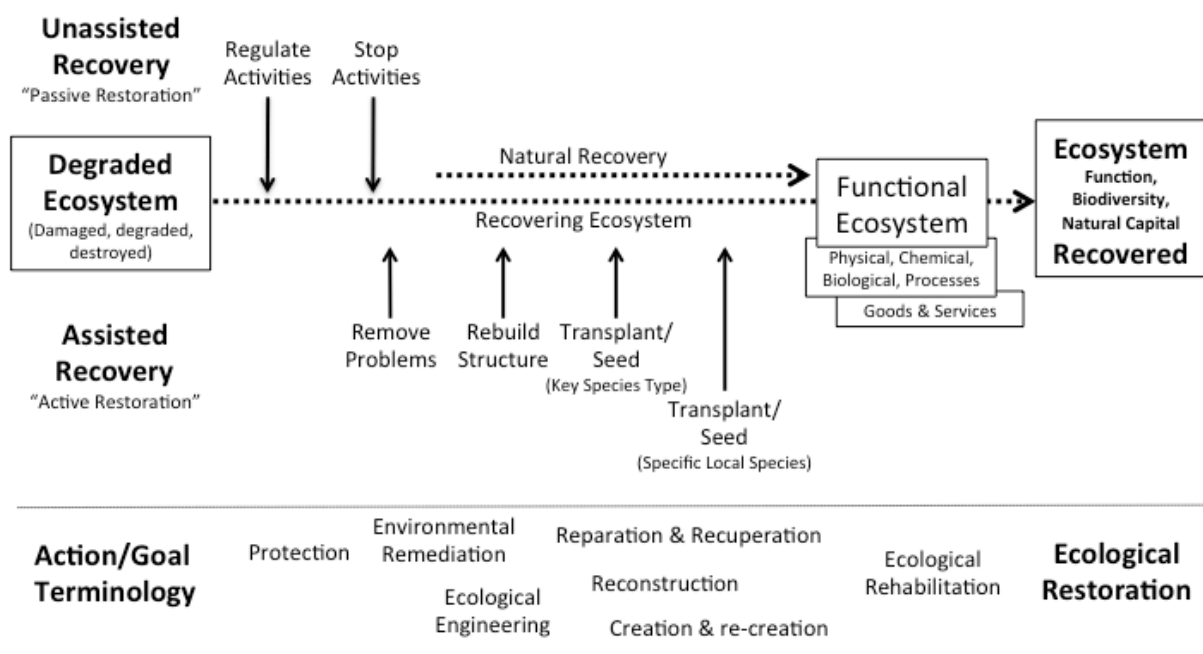 Unassisted
Recovery
“Passive Restoration”
Regulate
Activities
Stop
Activities
Degraded
Ecosystem
(Damaged, degraded,
destroyed)
Natural Recovery
Recovering Ecosystem
Functional
Ecosystem
Physical, Chemical,
Biological, Processes
Goods & Services
Ecosystem
Function,
Biodiversity,
Natural Capital
Recovered
Assisted
Recovery
“Active Restoration”
Remove
Problems
Rebuild
Structure
Transplant/
Seed
(Key Species Type)
Transplant/
Seed
(Specific Local Species)
Action/Goal
Terminology
Protection
Environmental
Remediation
Ecological
Engineering
Reparation & Recuperation
Reconstruction
Creation & re-creation
Ecological
Rehabilitation
Ecological
Restoration